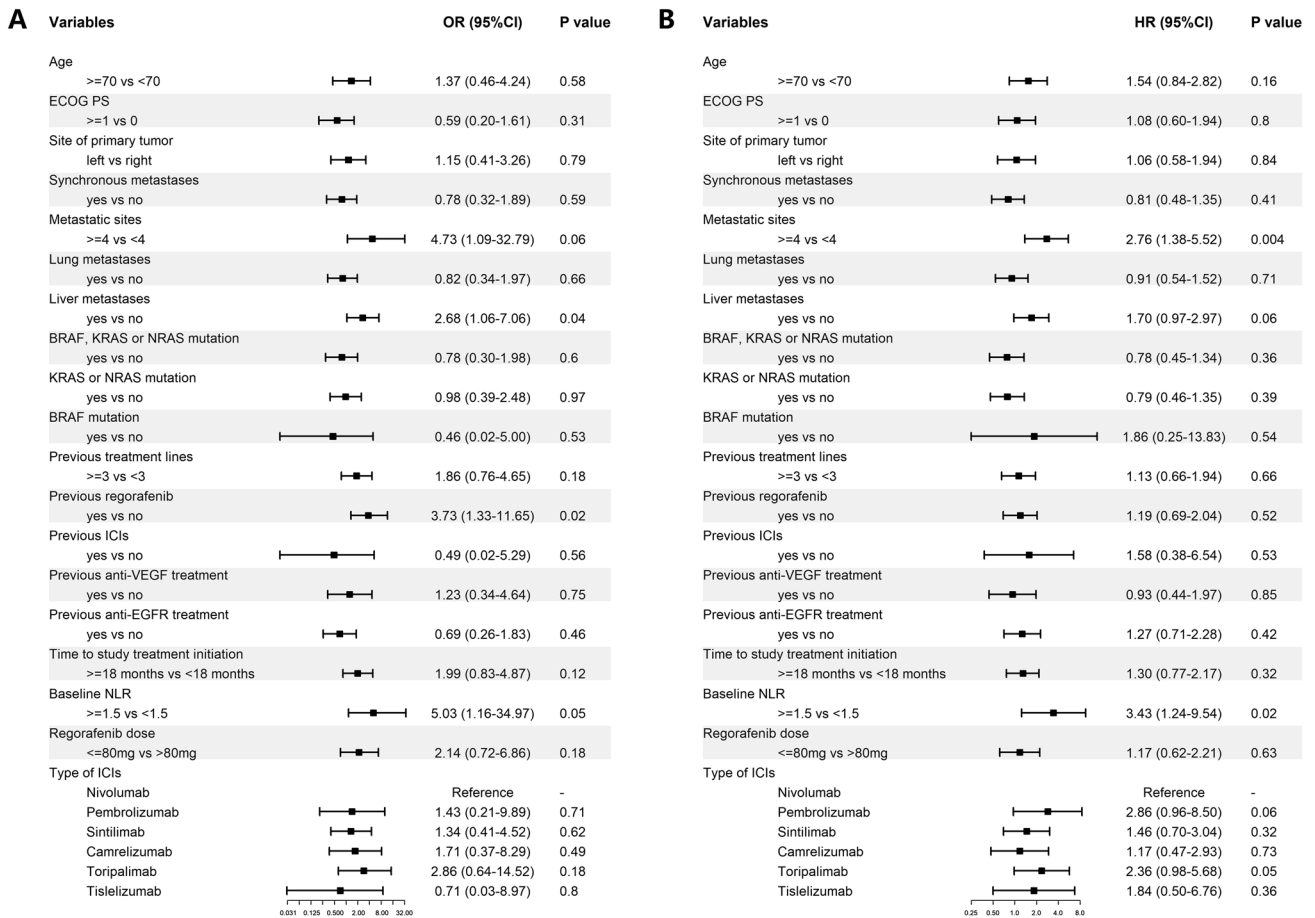 A
Variables OR (95%CI) P value
Age
>=70 vs <70 1.37 (0.46-4.24) 0.58
ECOG PS
>=1 vs 0 0.59 (0.20-1.61) 0.31
Site of primary tumor
left vs right 1.15 (0.41-3.26) 0.79
Synchronous metastases
yes vs no 0.78 (0.32-1.89) 0.59
Metastatic sites
>=4 vs <4 4.73 (1.09-32.79) 0.06
Lung metastases
yes vs no 0.82 (0.34-1.97) 0.66
Liver metastases
yes vs no 2.68 (1.06-7.06) 0.04
BRAF, KRAS or NRAS mutation
yes vs no 0.78 (0.30-1.98) 0.6
KRAS or NRAS mutation
yes vs no 0.98 (0.39-2.48) 0.97
BRAF mutation
yes vs no 0.46 (0.02-5.00) 0.53
Previous treatment lines
>=3 vs <3 1.86 (0.76-4.65) 0.18
Previous regorafenib
yes vs no 3.73 (1.33-11.65) 0.02
Previous ICIs
yes vs no 0.49 (0.02-5.29) 0.56
Previous anti-VEGF treatment
yes vs no 1.23 (0.34-4.64) 0.75
Previous anti-EGFR treatment
yes vs no 0.69 (0.26-1.83) 0.46
Time to study treatment initiation
>=18 months vs <18 months 1.99 (0.83-4.87) 0.12
Baseline NLR
>=1.5 vs <1.5 5.03 (1.16-34.97) 0.05
Regorafenib dose
<=80mg vs >80mg 2.14 (0.72-6.86) 0.18
Type of ICIs
Nivolumab Reference -
Pembrolizumab 1.43 (0.21-9.89) 0.71
Sintilimab 1.34 (0.41-4.52) 0.62
Camrelizumab 1.71 (0.37-8.29) 0.49
Toripalimab 2.86 (0.64-14.52) 0.18
Tislelizumab 0.71 (0.03-8.97) 0.8
0.031 0.125 0.500 2.00 8.00 32.00
B
Variables HR (95%CI) P value
Age
>=70 vs <70 1.54 (0.84-2.82) 0.16
ECOG PS
>=1 vs 0 1.08 (0.60-1.94) 0.8
Site of primary tumor
left vs right 1.06 (0.58-1.94) 0.84
Synchronous metastases
yes vs no 0.81 (0.48-1.35) 0.41
Metastatic sites
>=4 vs <4 2.76 (1.38-5.52) 0.004
Lung metastases
yes vs no 0.91 (0.54-1.52) 0.71
Liver metastases
yes vs no 1.70 (0.97-2.97) 0.06
BRAF, KRAS or NRAS mutation
yes vs no 0.78 (0.45-1.34) 0.36
KRAS or NRAS mutation
yes vs no 0.79 (0.46-1.35) 0.39
BRAF mutation
yes vs no 1.86 (0.25-13.83) 0.54
Previous treatment lines
>=3 vs <3 1.13 (0.66-1.94) 0.66
Previous regorafenib
yes vs no 1.19 (0.69-2.04) 0.52
Previous ICIs
yes vs no 1.58 (0.38-6.54) 0.53
Previous anti-VEGF treatment
yes vs no 0.93 (0.44-1.97) 0.85
Previous anti-EGFR treatment
yes vs no 1.27 (0.71-2.28) 0.42
Time to study treatment initiation
>=18 months vs <18 months 1.30 (0.77-2.17) 0.32
Baseline NLR
>=1.5 vs <1.5 3.43 (1.24-9.54) 0.02
Regorafenib dose
<=80mg vs >80mg 1.17 (0.62-2.21) 0.63
Type of ICIs
Nivolumab Reference -
Pembrolizumab 2.86 (0.96-8.50) 0.06
Sintilimab 1.46 (0.70-3.04) 0.32
Camrelizumab 1.17 (0.47-2.93) 0.73
Toripalimab 2.36 (0.98-5.68) 0.05
Tislelizumab 1.84 (0.50-6.76) 0.36
0.25 0.50 1.0 2.0 4.0 8.0